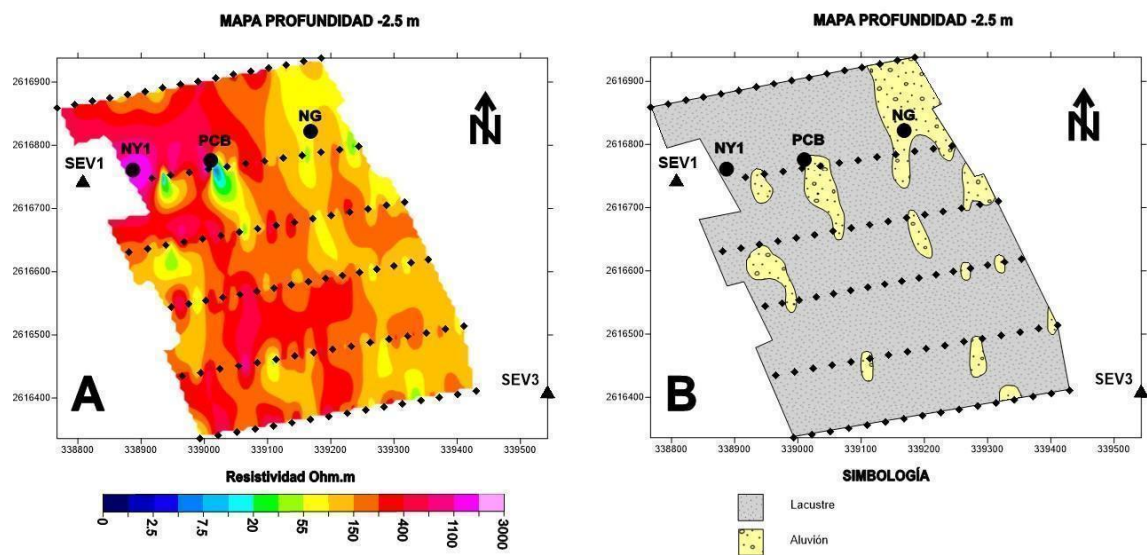 MAPA PROFUNDIDAD -2.5 m
2616900
2616800
2616700
2616600
2616500
2616400
SEV1
NY1
PCB
NG
N
A
SEV3
338800
338900
339000
339100
339200
339300
339400
339500
Resistividad Ohm.m
0
2.5
7.5
20
55
150
400
1100
3000
MAPA PROFUNDIDAD -2.5 m
2616900
2616800
2616700
2616600
2616500
2616400
SEV1
NY1
PCB
NG
N
B
SEV3
338800
338900
339000
339100
339200
339300
339400
339500
SIMBOLOGÍA
Lacustre
Aluvión